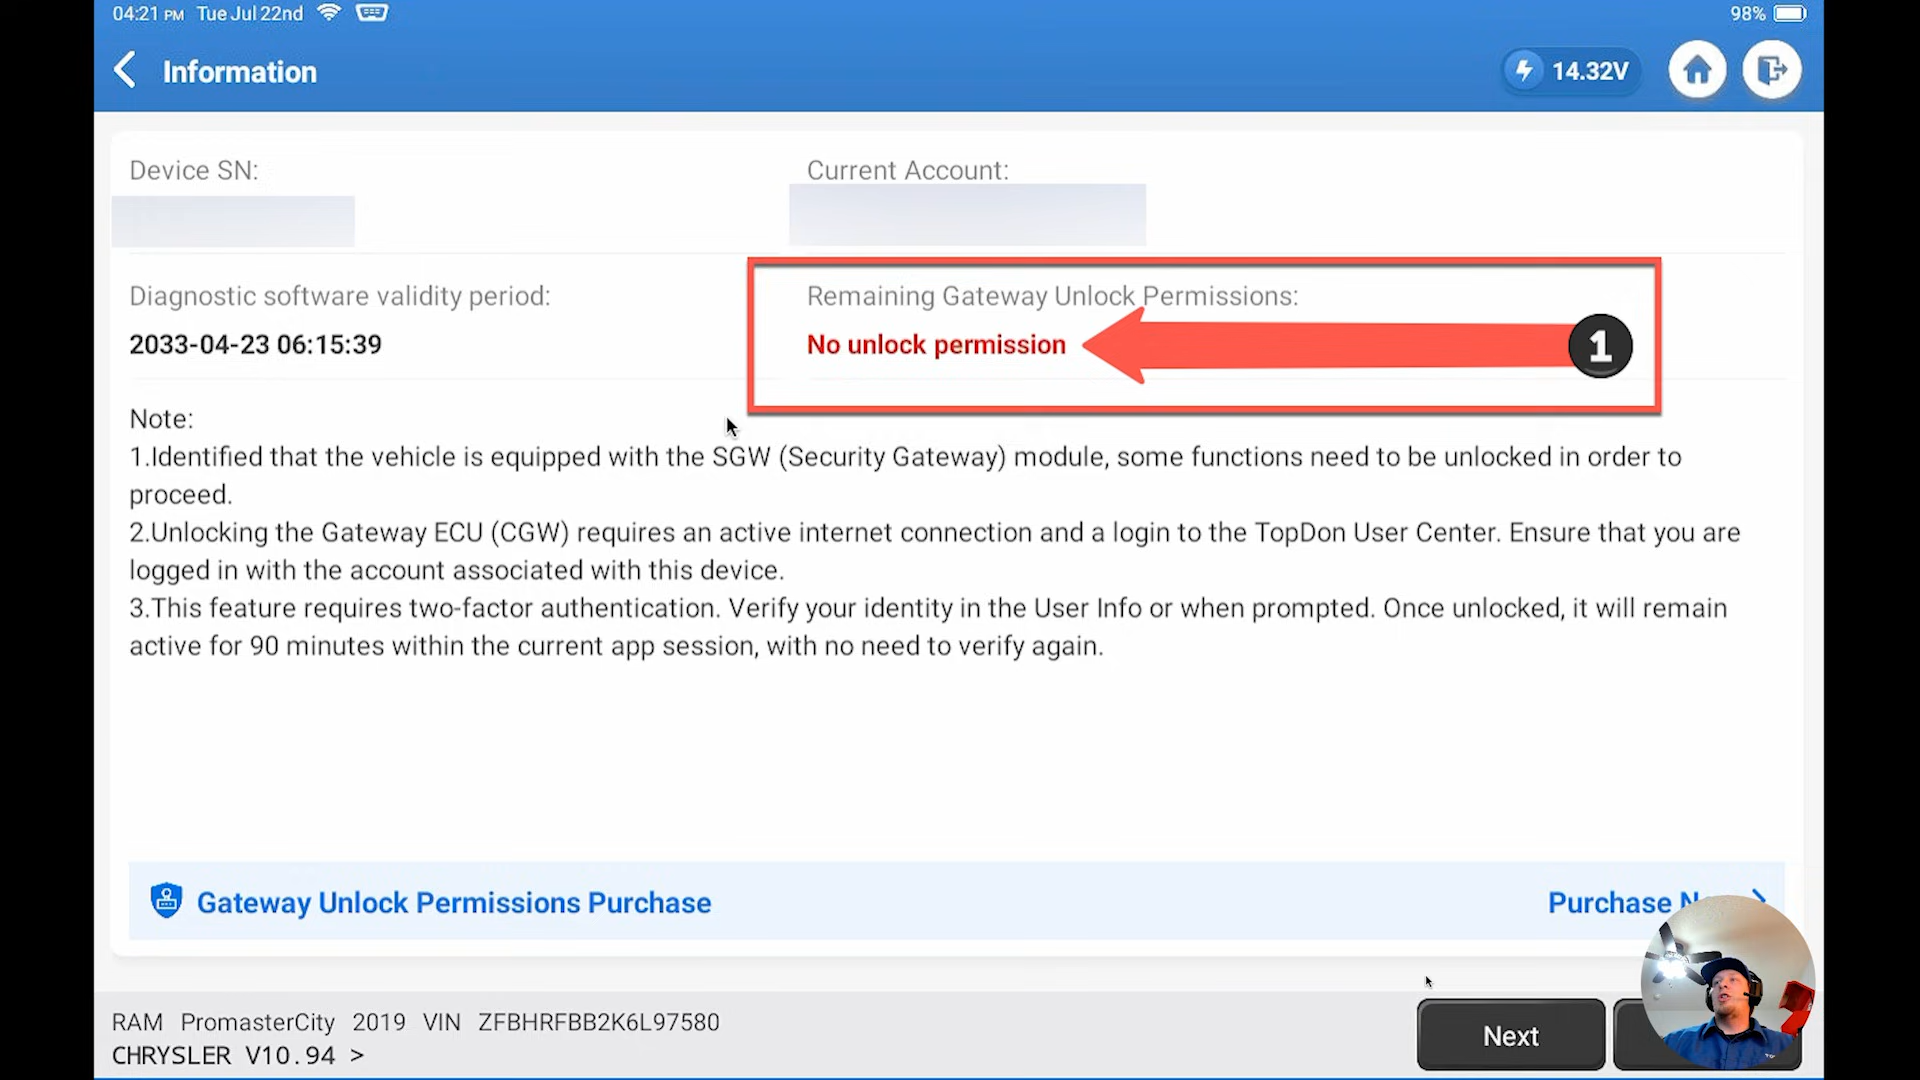 04:21 PM Tue Jul 22nd
98%
Information
14.32V
Device SN:
Current Account:
Diagnostic software validity period:
Remaining Gateway Unlock Permissions:
2033-04-23 06:15:39
No unlock permission
1
Note:
1.Identified that the vehicle is equipped with the SGW (Security Gateway) module, some functions need to be unlocked in order to
proceed.
2.Unlocking the Gateway ECU (CGW) requires an active internet connection and a login to the TopDon User Center. Ensure that you are
logged in with the account associated with this device.
3.This feature requires two-factor authentication. Verify your identity in the User Info or when prompted. Once unlocked, it will remain
active for 90 minutes within the current app session, with no need to verify again.
Gateway Unlock Permissions Purchase
Purchase
RAM PromasterCity 2019 VIN ZFBHRFBB2K6L97580
CHRYSLER V10.94 >
Next